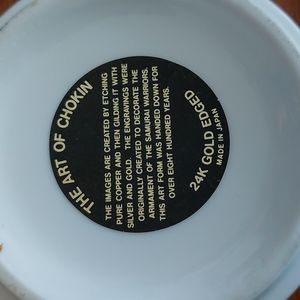 THE ART OF CHOKIN
THE IMAGES ARE CREATED BY ETCHING
PURE COPPER AND THEN GILDING IT WITH
SILVER AND GOLD. THE ENGRAVINGS WERE
ORIGINALLY CREATED TO DECORATE THE
ARMAMENT OF THE SAMURAI WARRIORS.
THIS ART FORM WAS HANDED DOWN FOR
OVER EIGHT HUNDRED YEARS.
24K GOLD EDGED
MADE IN JAPAN